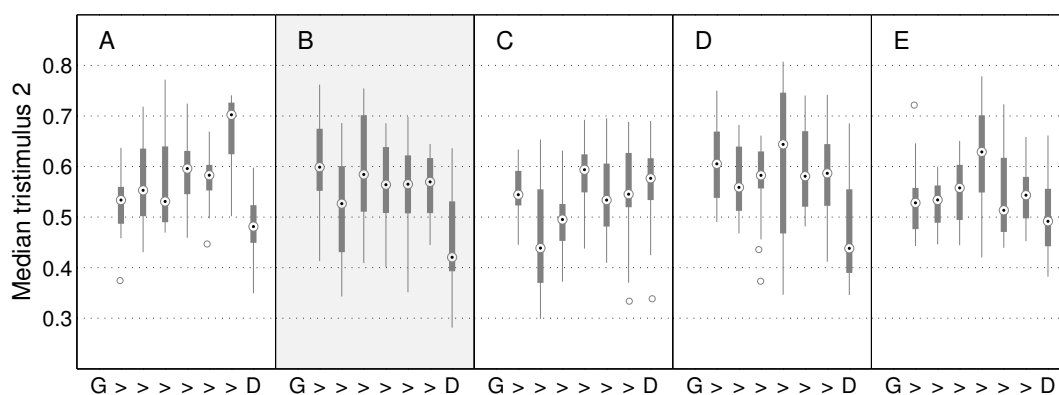 A B C D E
0.8
0.7
0.6
0.5
0.4
0.3
Median tristimulus 2
G > > > > > > D G > > > > > > D G > > > > > > D G > > > > > > D G > > > > > > D